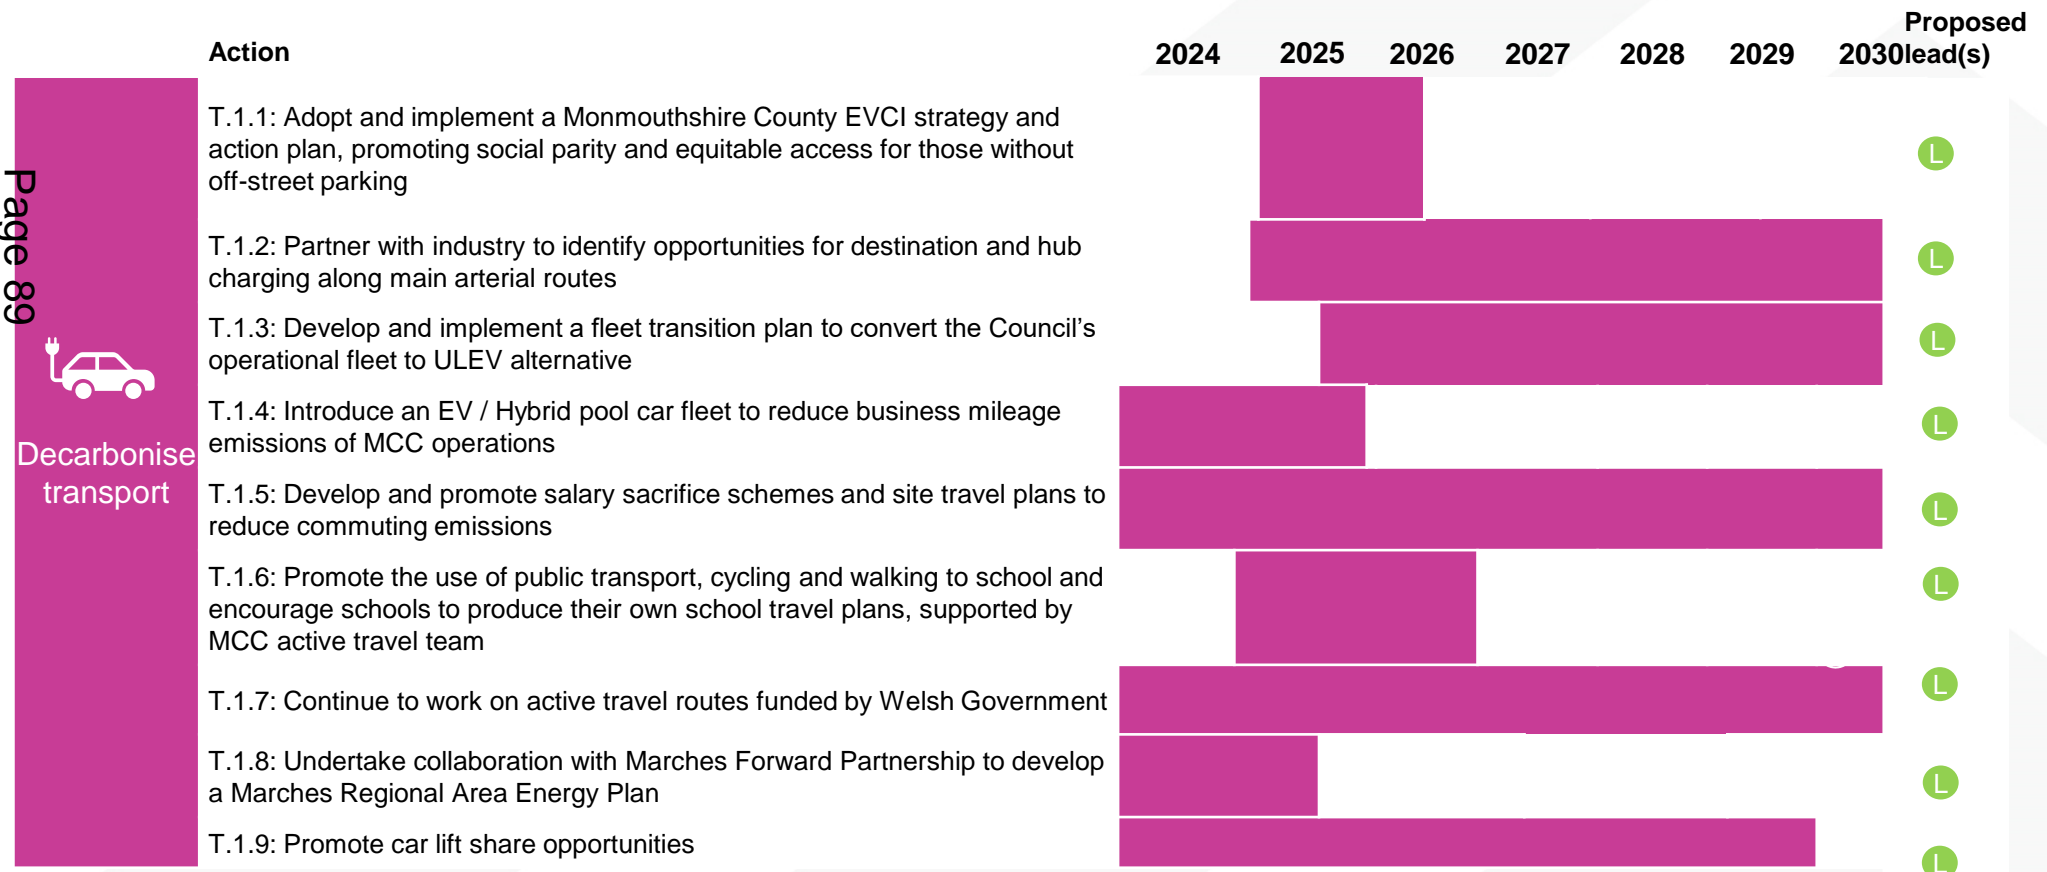 Action
2024 2025 2026 2027 2028 2029 2030
Proposed
lead(s)
Page 89
Decarbonise
transport
T.1.1: Adopt and implement a Monmouthshire County EVCI strategy and
action plan, promoting social parity and equitable access for those without
off-street parking
L
T.1.2: Partner with industry to identify opportunities for destination and hub
charging along main arterial routes
L
T.1.3: Develop and implement a fleet transition plan to convert the Council's
operational fleet to ULEV alternative
L
T.1.4: Introduce an EV / Hybrid pool car fleet to reduce business mileage
emissions of MCC operations
L
T.1.5: Develop and promote salary sacrifice schemes and site travel plans to
reduce commuting emissions
L
T.1.6: Promote the use of public transport, cycling and walking to school and
encourage schools to produce their own school travel plans, supported by
MCC active travel team
L
T.1.7: Continue to work on active travel routes funded by Welsh Government
L
T.1.8: Undertake collaboration with Marches Forward Partnership to develop
a Marches Regional Area Energy Plan
L
T.1.9: Promote car lift share opportunities
L